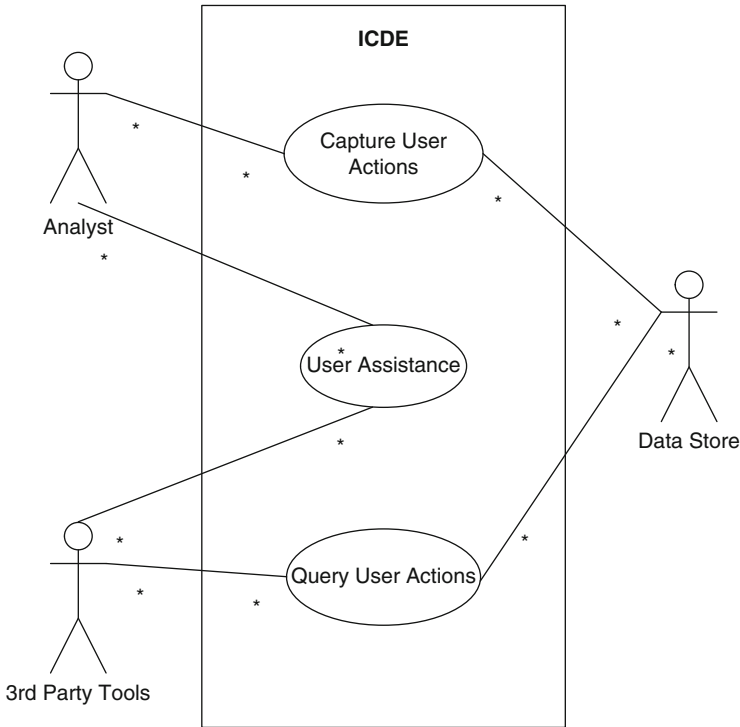 ICDE
Capture User
Actions
*
*
*
Analyst
*
*
*
*
User Assistance
Data Store
*
*
*
Query User Actions
*
*
3rd Party Tools